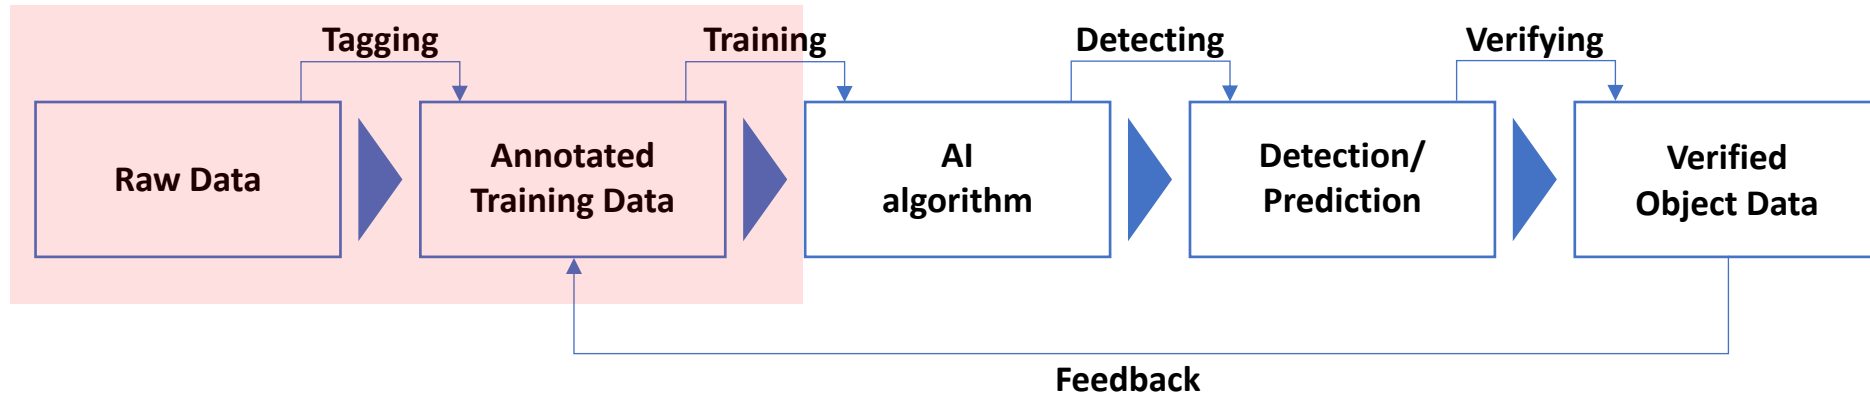 Tagging
Training
Detecting
Verifying
Raw Data
Annotated
Training Data
AI
algorithm
Detection/
Prediction
Verified
Object Data
Feedback